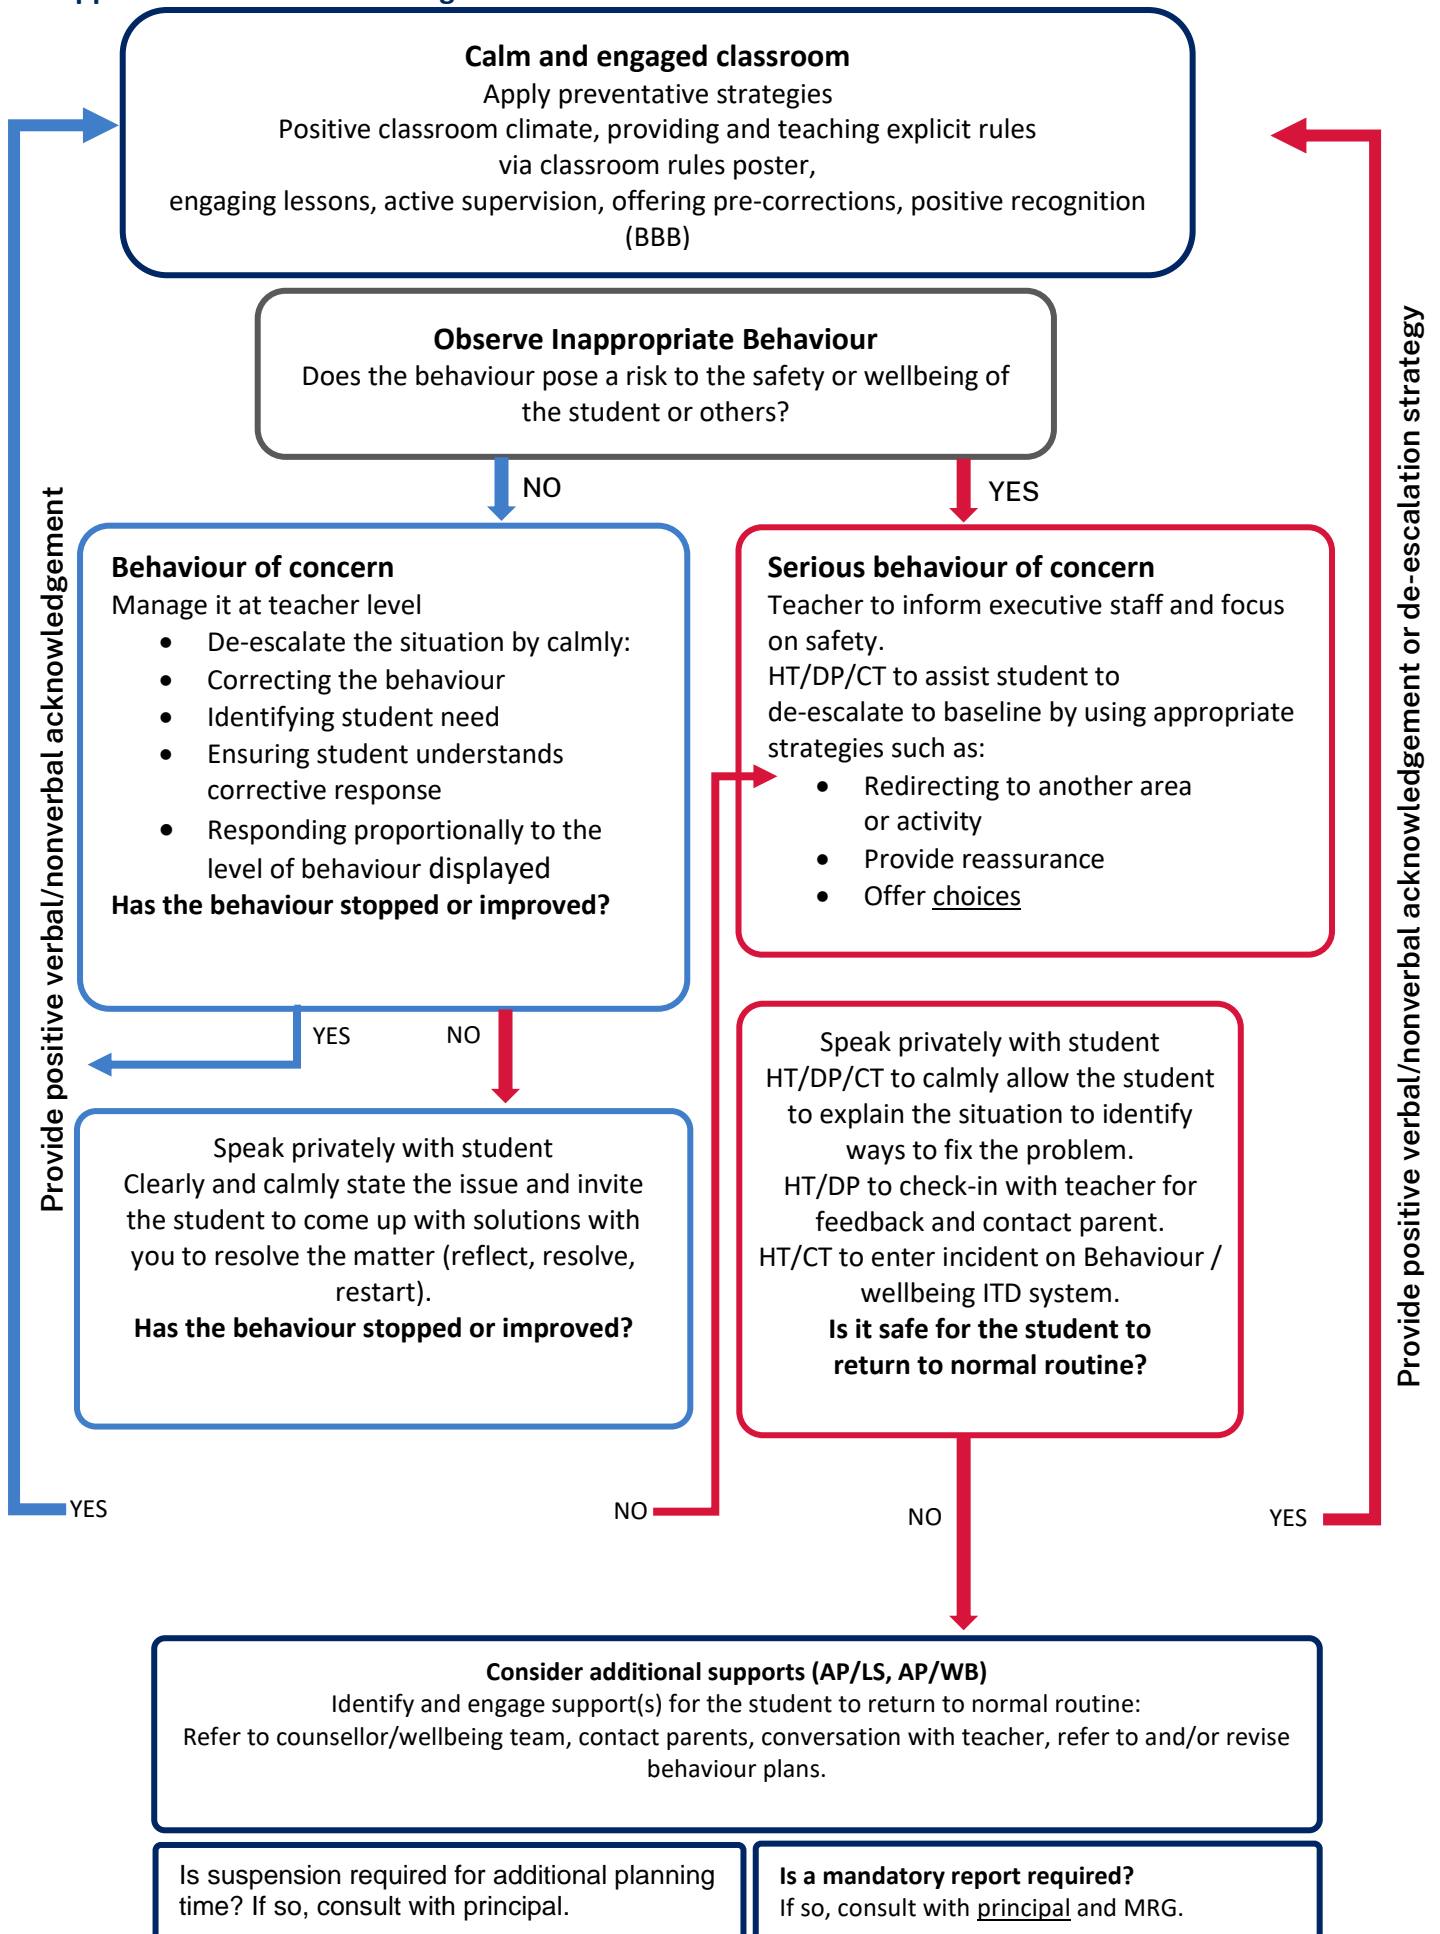 Calm and engaged classroom
Apply preventative strategies
Positive classroom climate, providing and teaching explicit rules
via classroom rules poster,
engaging lessons, active supervision, offering pre-corrections, positive recognition
(BBB)
Observe Inappropriate Behaviour
Does the behaviour pose a risk to the safety or wellbeing of
the student or others?
NO
YES
Provide positive verbal/nonverbal acknowledgement
Behaviour of concern
Manage it at teacher level
• De-escalate the situation by calmly:
• Correcting the behaviour
• Identifying student need
• Ensuring student understands
corrective response
• Responding proportionally to the
level of behaviour displayed
Has the behaviour stopped or improved?
Serious behaviour of concern
Teacher to inform executive staff and focus
on safety.
HT/DP/CT to assist student to
de-escalate to baseline by using appropriate
strategies such as:
• Redirecting to another area
or activity
• Provide reassurance
• Offer choices
Provide positive verbal/nonverbal acknowledgement or de-escalation strategy
YES
NO
Speak privately with student
Clearly and calmly state the issue and invite
the student to come up with solutions with
you to resolve the matter (reflect, resolve,
restart).
Has the behaviour stopped or improved?
Speak privately with student
HT/DP/CT to calmly allow the student
to explain the situation to identify
ways to fix the problem.
HT/DP to check-in with teacher for
feedback and contact parent.
HT/CT to enter incident on Behaviour /
wellbeing ITD system.
Is it safe for the student to
return to normal routine?
YES
NO
NO
YES
Consider additional supports (AP/LS, AP/WB)
Identify and engage support(s) for the student to return to normal routine:
Refer to counsellor/wellbeing team, contact parents, conversation with teacher, refer to and/or revise
behaviour plans.
Is suspension required for additional planning
time? If so, consult with principal.
Is a mandatory report required?
If so, consult with principal and MRG.